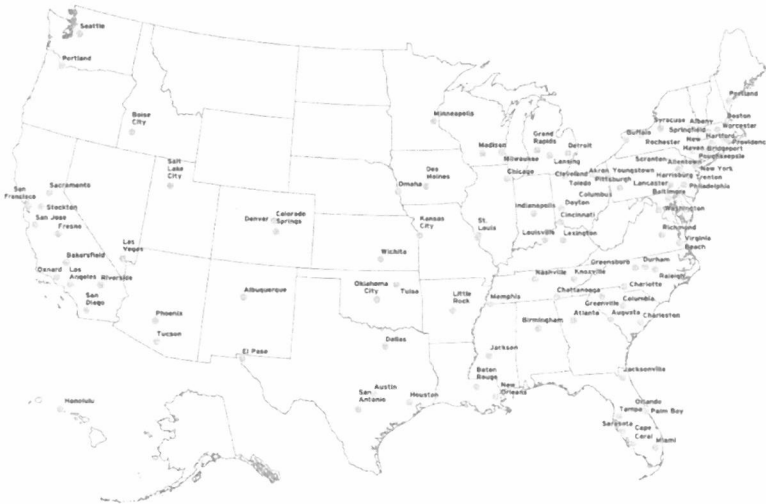 Seattle
Portland
Boise
City
Minneapolis
Portland
Boston
Syracuse
Albany
Worcester
Springfield
Hartford
Providence
Buffalo
Rochester
New
Haven
Bridgeport
Poughkeepsie
Madison
Milwaukee
Grand
Rapids
Detroit
Lansing
Chicago
Cleveland
Akron
Youngstown
Toledo
Pittsburgh
Scranton
Allentown
New York
Harrisburg
Trenton
Lancaster
Philadelphia
Baltimore
Washington
Salt
Lake
City
Omaha
Des
Moines
San
Francisco
Sacramento
Stockton
San Jose
Fresno
Denver
Colorado
Springs
Kansas
City
St.
Louis
Indianapolis
Columbus
Dayton
Cincinnati
Louisville
Lexington
Richmond
Virginia
Beach
Las
Vegas
Bakersfield
Oxnard
Los
Angeles
Riverside
San
Diego
Wichita
Nashville
Knoxville
Greensboro
Durham
Raleigh
Phoenix
Tucson
Albuquerque
Oklahoma
City
Tulsa
Little
Rock
Memphis
Chattanooga
Charlotte
Greenville
Columbia
Birmingham
Atlanta
Augusta
Charleston
El Paso
Dallas
Jackson
Austin
San
Antonio
Houston
Baton
Rouge
New
Orleans
Jacksonville
Orlando
Tampa
Palm Bay
Sarasota
Cape
Coral
Miami
Honolulu